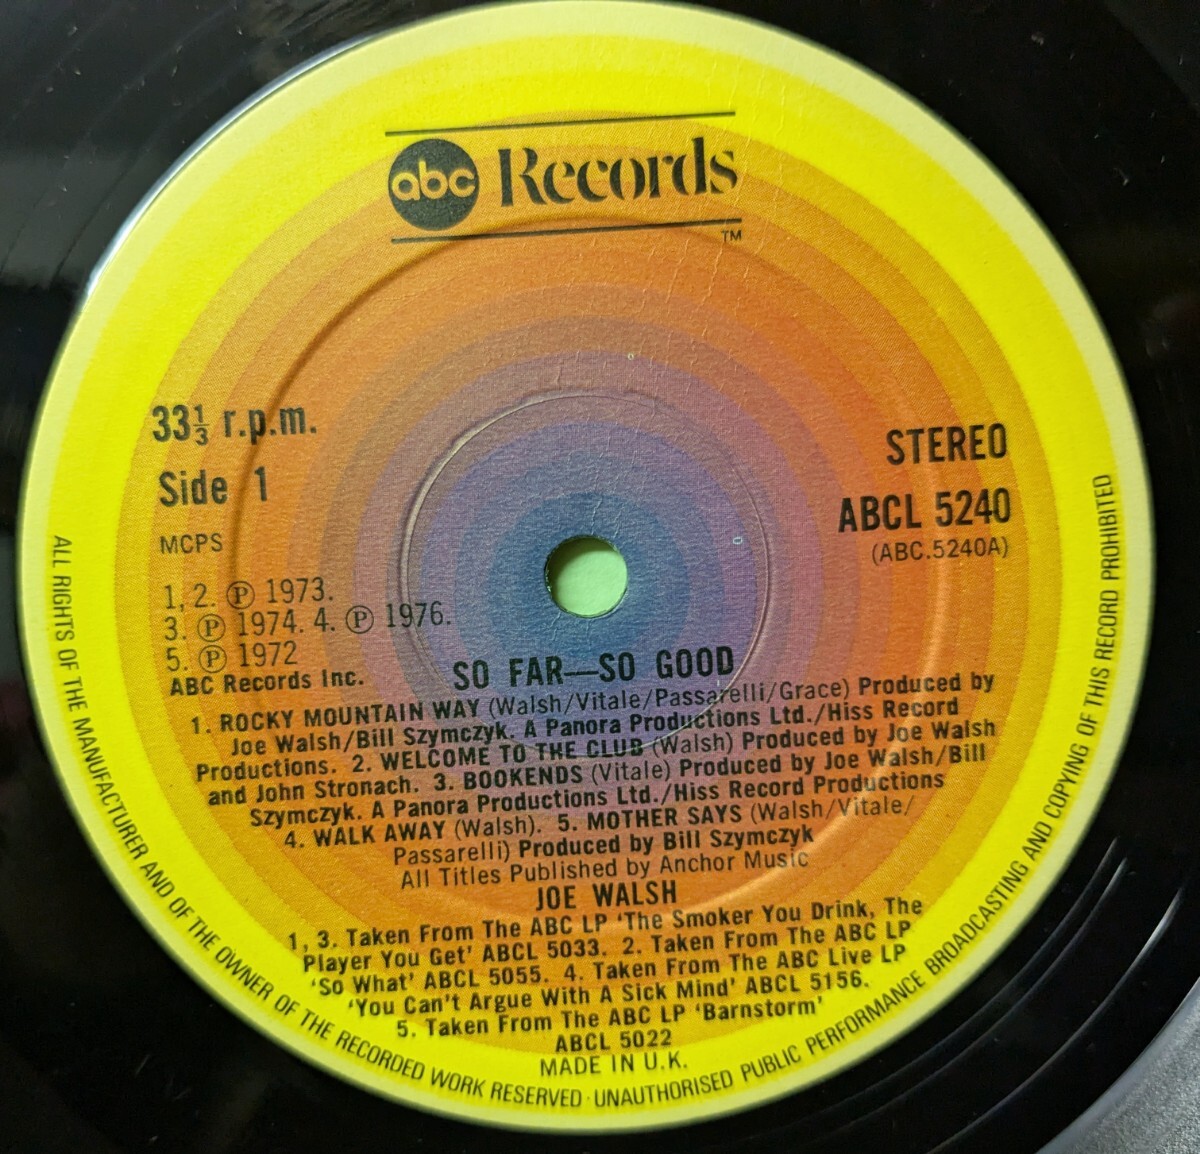 abc Records
TM
33⅓ r.p.m.
Side 1
MCPS
STEREO
ABCL 5240
(ABC.5240A)
1, 2. Ⓟ 1973.
3. Ⓟ 1974. 4. Ⓟ 1976.
5. Ⓟ 1972
ABC Records Inc.
SO FAR—SO GOOD
1. ROCKY MOUNTAIN WAY (Walsh/Vitale/Passarelli/Grace) Produced by
Joe Walsh/Bill Szymczyk. A Panora Productions Ltd./Hiss Record
Productions. 2. WELCOME TO THE CLUB (Walsh) Produced by Joe Walsh
and John Stronach. 3. BOOKENDS (Vitale) Produced by Joe Walsh/Bill
Szymczyk. A Panora Productions Ltd./Hiss Record Productions
4. WALK AWAY (Walsh). 5. MOTHER SAYS (Walsh/Vitale/
Passarelli) Produced by Bill Szymczyk
All Titles Published by Anchor Music
JOE WALSH
1, 3. Taken From The ABC LP 'The Smoker You Drink, The
Player You Get' ABCL 5033. 2. Taken From The ABC LP
'So What' ABCL 5055. 4. Taken From The ABC Live LP
'You Can't Argue With A Sick Mind' ABCL 5156.
5. Taken From The ABC LP 'Barnstorm'
ABCL 5022
MADE IN U.K.
ALL RIGHTS OF THE MANUFACTURER AND OF THE OWNER OF THE RECORDED WORK RESERVED · UNAUTHORISED PUBLIC PERFORMANCE BROADCASTING AND COPYING OF THIS RECORD PROHIBITED